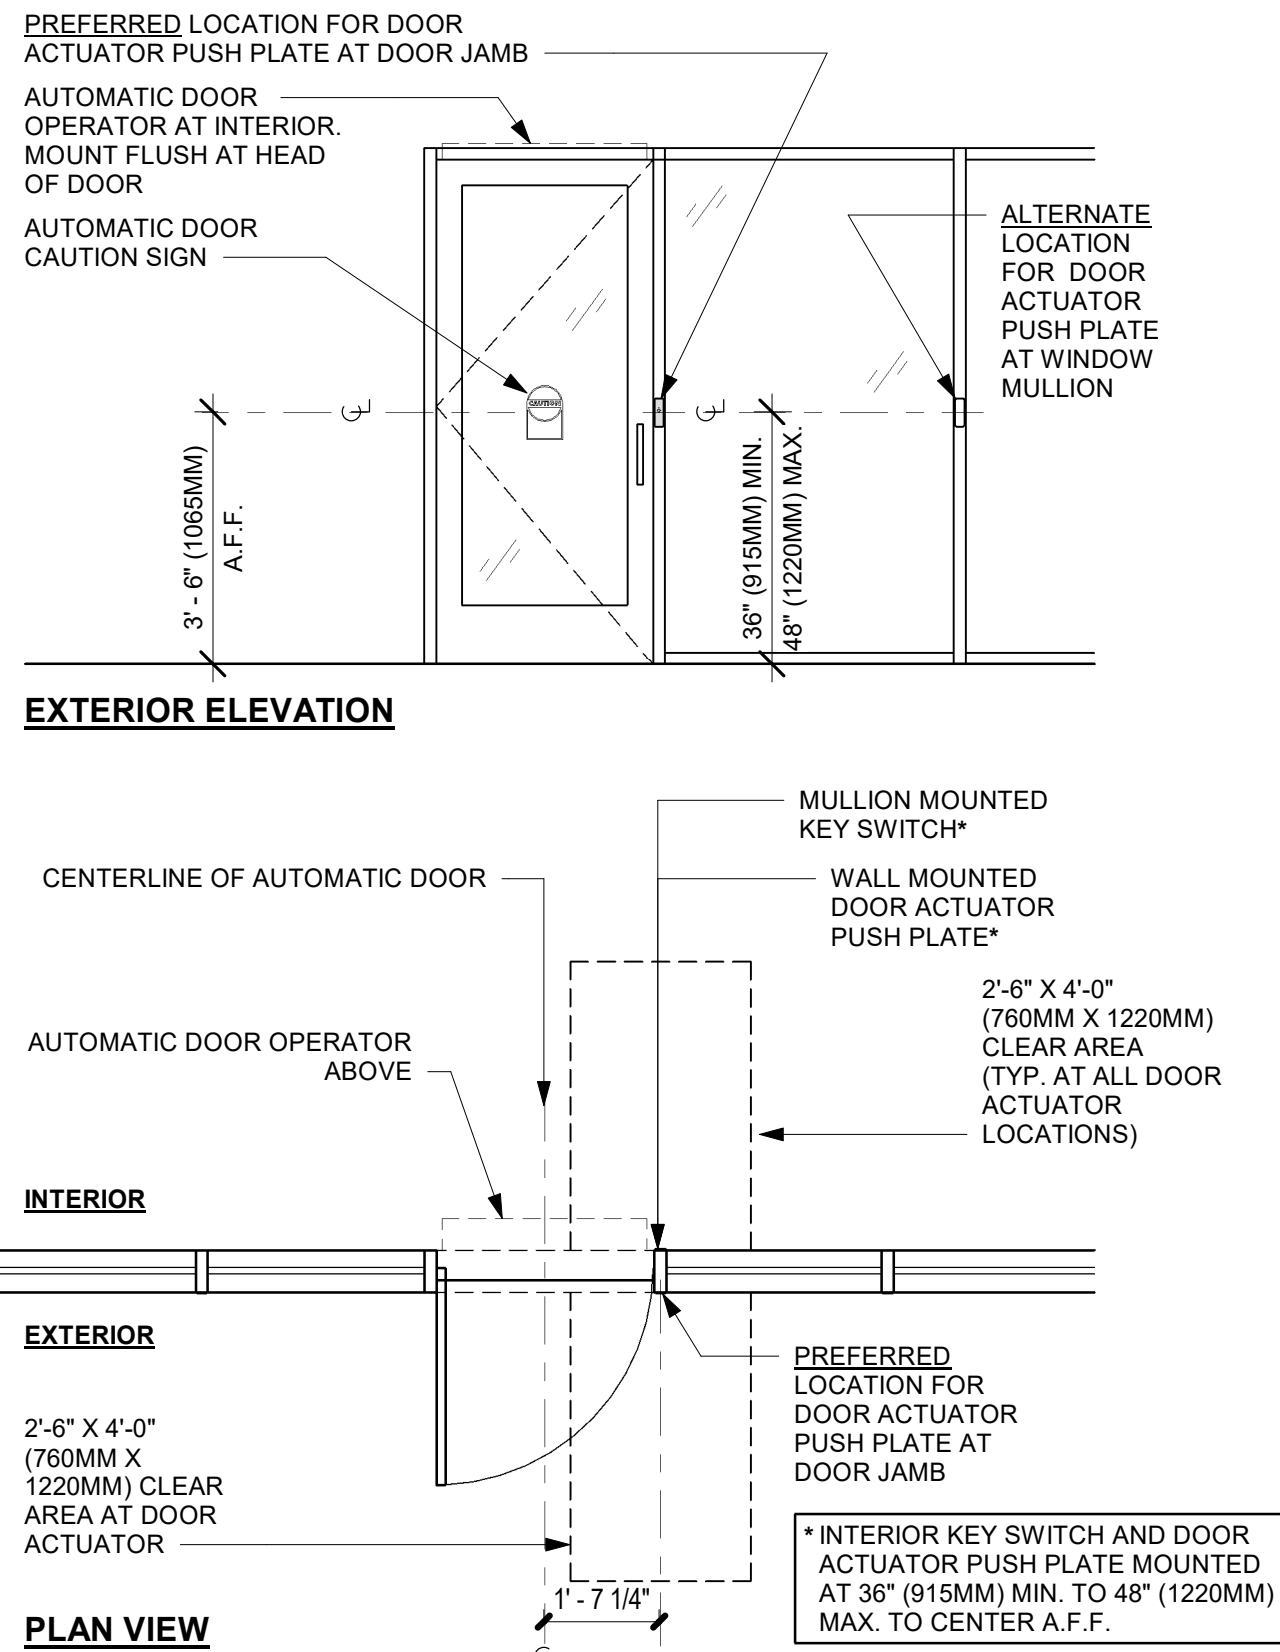 PREFERRED LOCATION FOR DOOR
ACTUATOR PUSH PLATE AT DOOR JAMB
AUTOMATIC DOOR
OPERATOR AT INTERIOR.
MOUNT FLUSH AT HEAD
OF DOOR
AUTOMATIC DOOR
CAUTION SIGN
ALTERNATE
LOCATION
FOR DOOR
ACTUATOR
PUSH PLATE
AT WINDOW
MULLION
CAUTION
3' - 6" (1065MM)
A.F.F.
36" (915MM) MIN.
48" (1220MM) MAX.
EXTERIOR ELEVATION
MULLION MOUNTED
KEY SWITCH*
CENTERLINE OF AUTOMATIC DOOR
WALL MOUNTED
DOOR ACTUATOR
PUSH PLATE*
2'-6" X 4'-0"
(760MM X 1220MM)
CLEAR AREA
(TYP. AT ALL DOOR
ACTUATOR
LOCATIONS)
AUTOMATIC DOOR OPERATOR
ABOVE
INTERIOR
EXTERIOR
PREFERRED
LOCATION FOR
DOOR ACTUATOR
PUSH PLATE AT
DOOR JAMB
2'-6" X 4'-0"
(760MM X
1220MM) CLEAR
AREA AT DOOR
ACTUATOR
* INTERIOR KEY SWITCH AND DOOR
ACTUATOR PUSH PLATE MOUNTED
AT 36" (915MM) MIN. TO 48" (1220MM)
MAX. TO CENTER A.F.F.
1' - 7 1/4"
PLAN VIEW